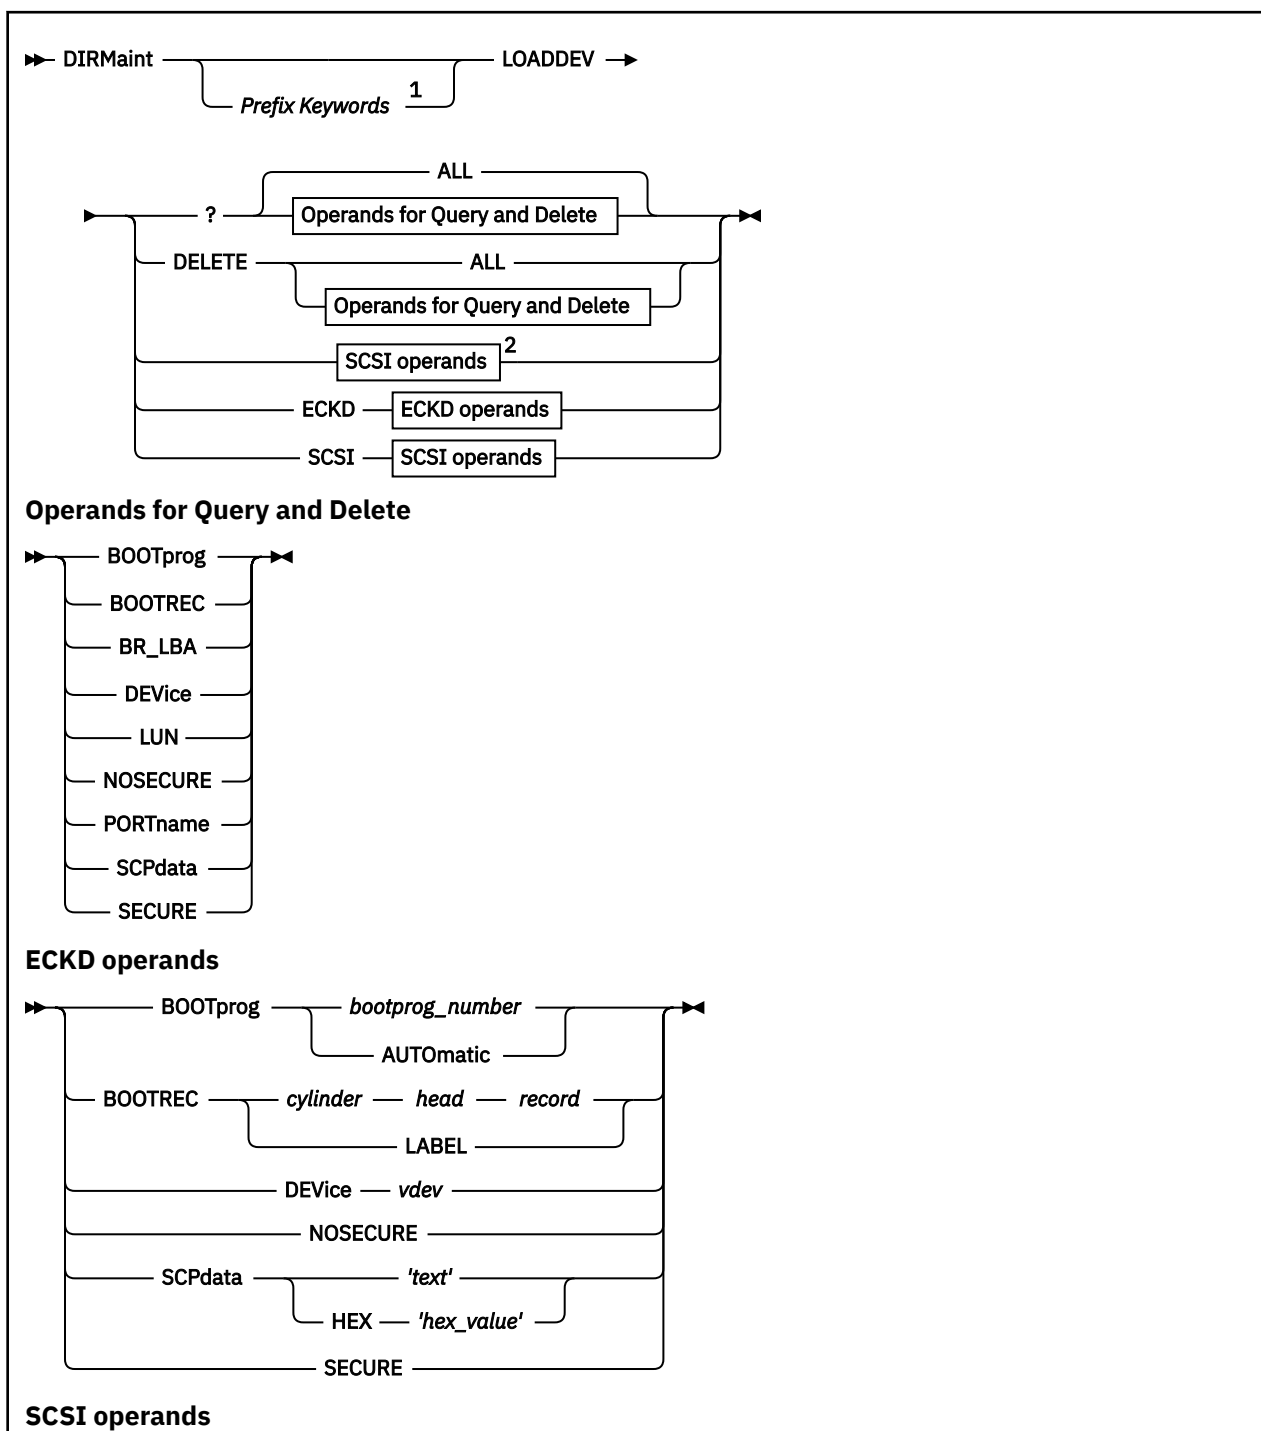 DIRMaint LOADDEV
Prefix Keywords 1
ALL
? Operands for Query and Delete
DELETE ALL
Operands for Query and Delete
SCSI operands 2
ECKD ECKD operands
SCSI SCSI operands
Operands for Query and Delete
BOOTprog
BOOTREC
BR_LBA
DEVice
LUN
NOSECURE
PORTname
SCPdata
SECURE
ECKD operands
BOOTprog bootprog_number
AUTOmatic
BOOTREC cylinder head record
LABEL
DEVice vdev
NOSECURE
SCPdata 'text'
HEX 'hex_value'
SECURE
SCSI operands